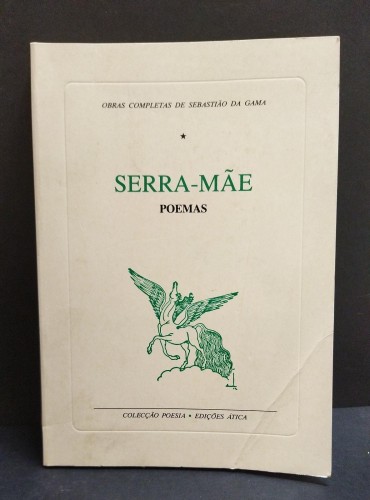 OBRAS COMPLETAS DE SEBASTIÃO DA GAMA
★
SERRA-MÃE
POEMAS
COLECÇÃO POESIA • EDIÇÕES ÁTICA